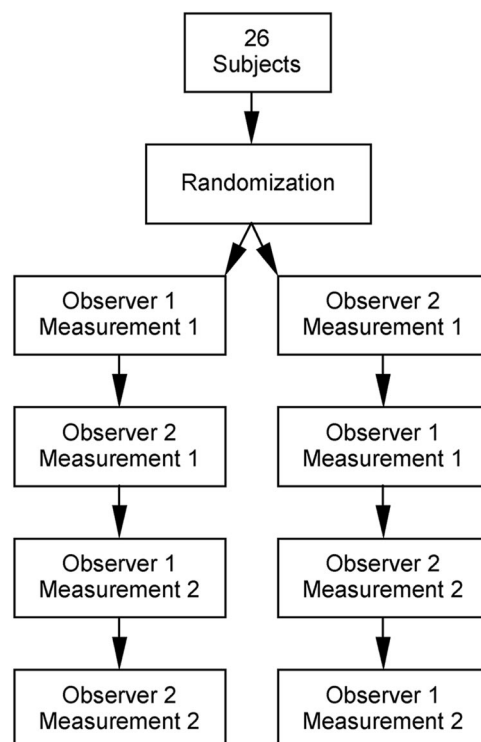 26
Subjects
Randomization
Observer 1
Measurement 1
Observer 2
Measurement 1
Observer 2
Measurement 1
Observer 1
Measurement 1
Observer 1
Measurement 2
Observer 2
Measurement 2
Observer 2
Measurement 2
Observer 1
Measurement 2